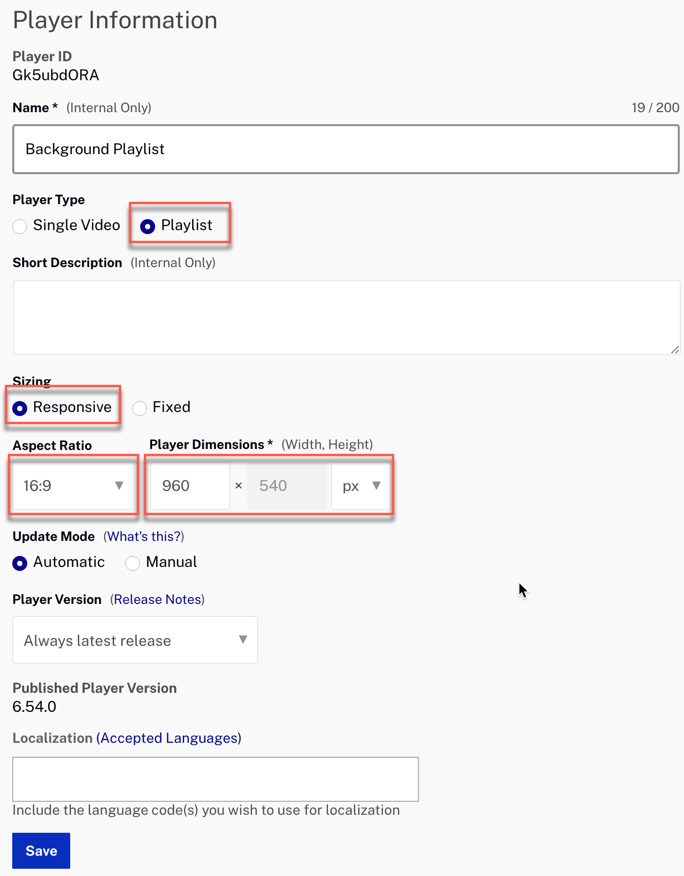 Player Information
Player ID
Gk5ubdORA
Name * (Internal Only) 19 / 200
Background Playlist
Player Type
Single Video Playlist
Short Description (Internal Only)
Sizing
Responsive Fixed
Aspect Ratio Player Dimensions * (Width, Height)
16:9 960 × 540 px
Update Mode (What's this?)
Automatic Manual
Player Version (Release Notes)
Always latest release
Published Player Version
6.54.0
Localization (Accepted Languages)
Include the language code(s) you wish to use for localization
Save